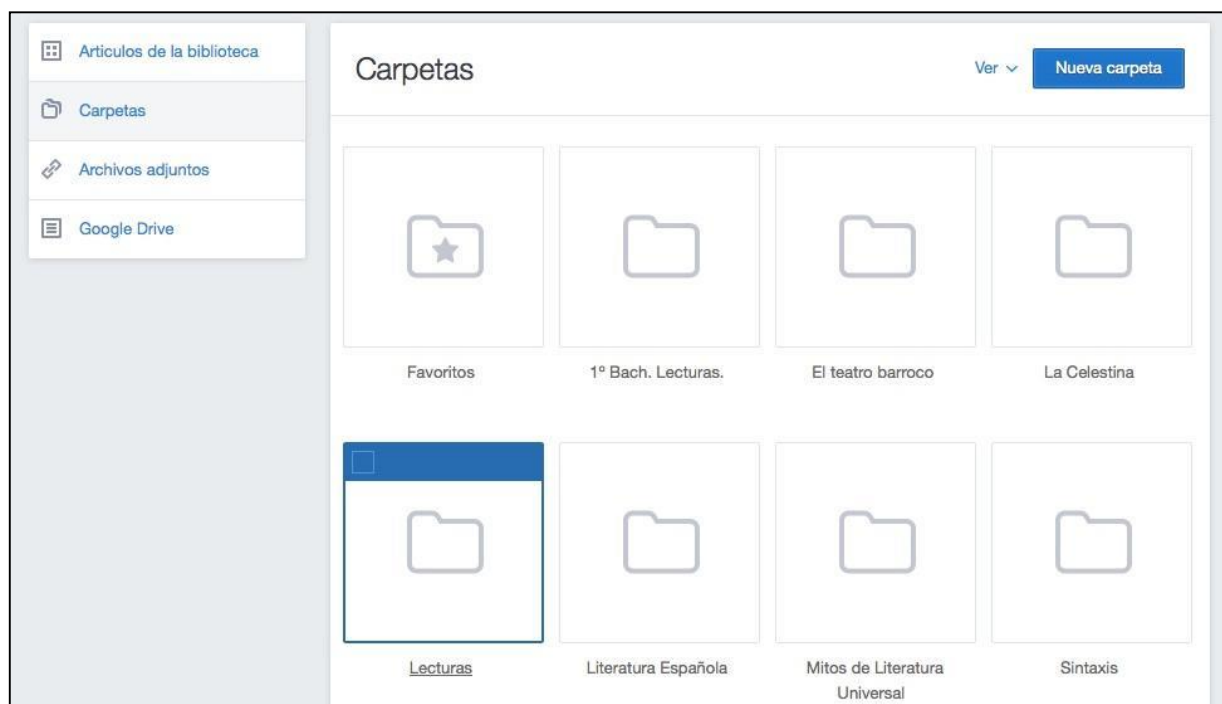 Articulos de la biblioteca
Carpetas
Archivos adjuntos
Google Drive
Carpetas
Ver
Nueva carpeta
Favoritos
1º Bach. Lecturas.
El teatro barroco
La Celestina
Lecturas
Literatura Española
Mitos de Literatura
Universal
Sintaxis